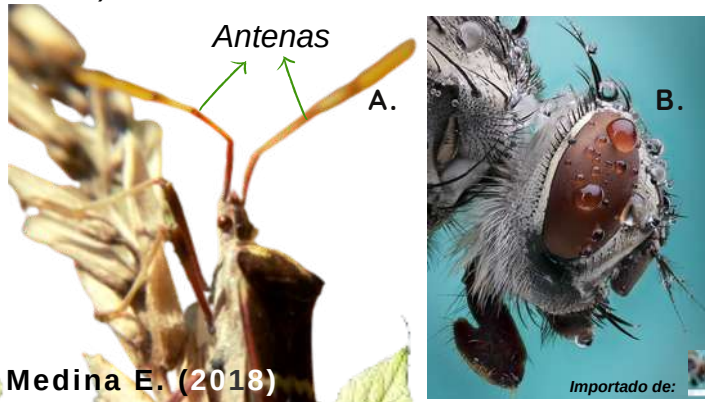 Antenas
A.
B.
Medina E. (2018)
Importado de: